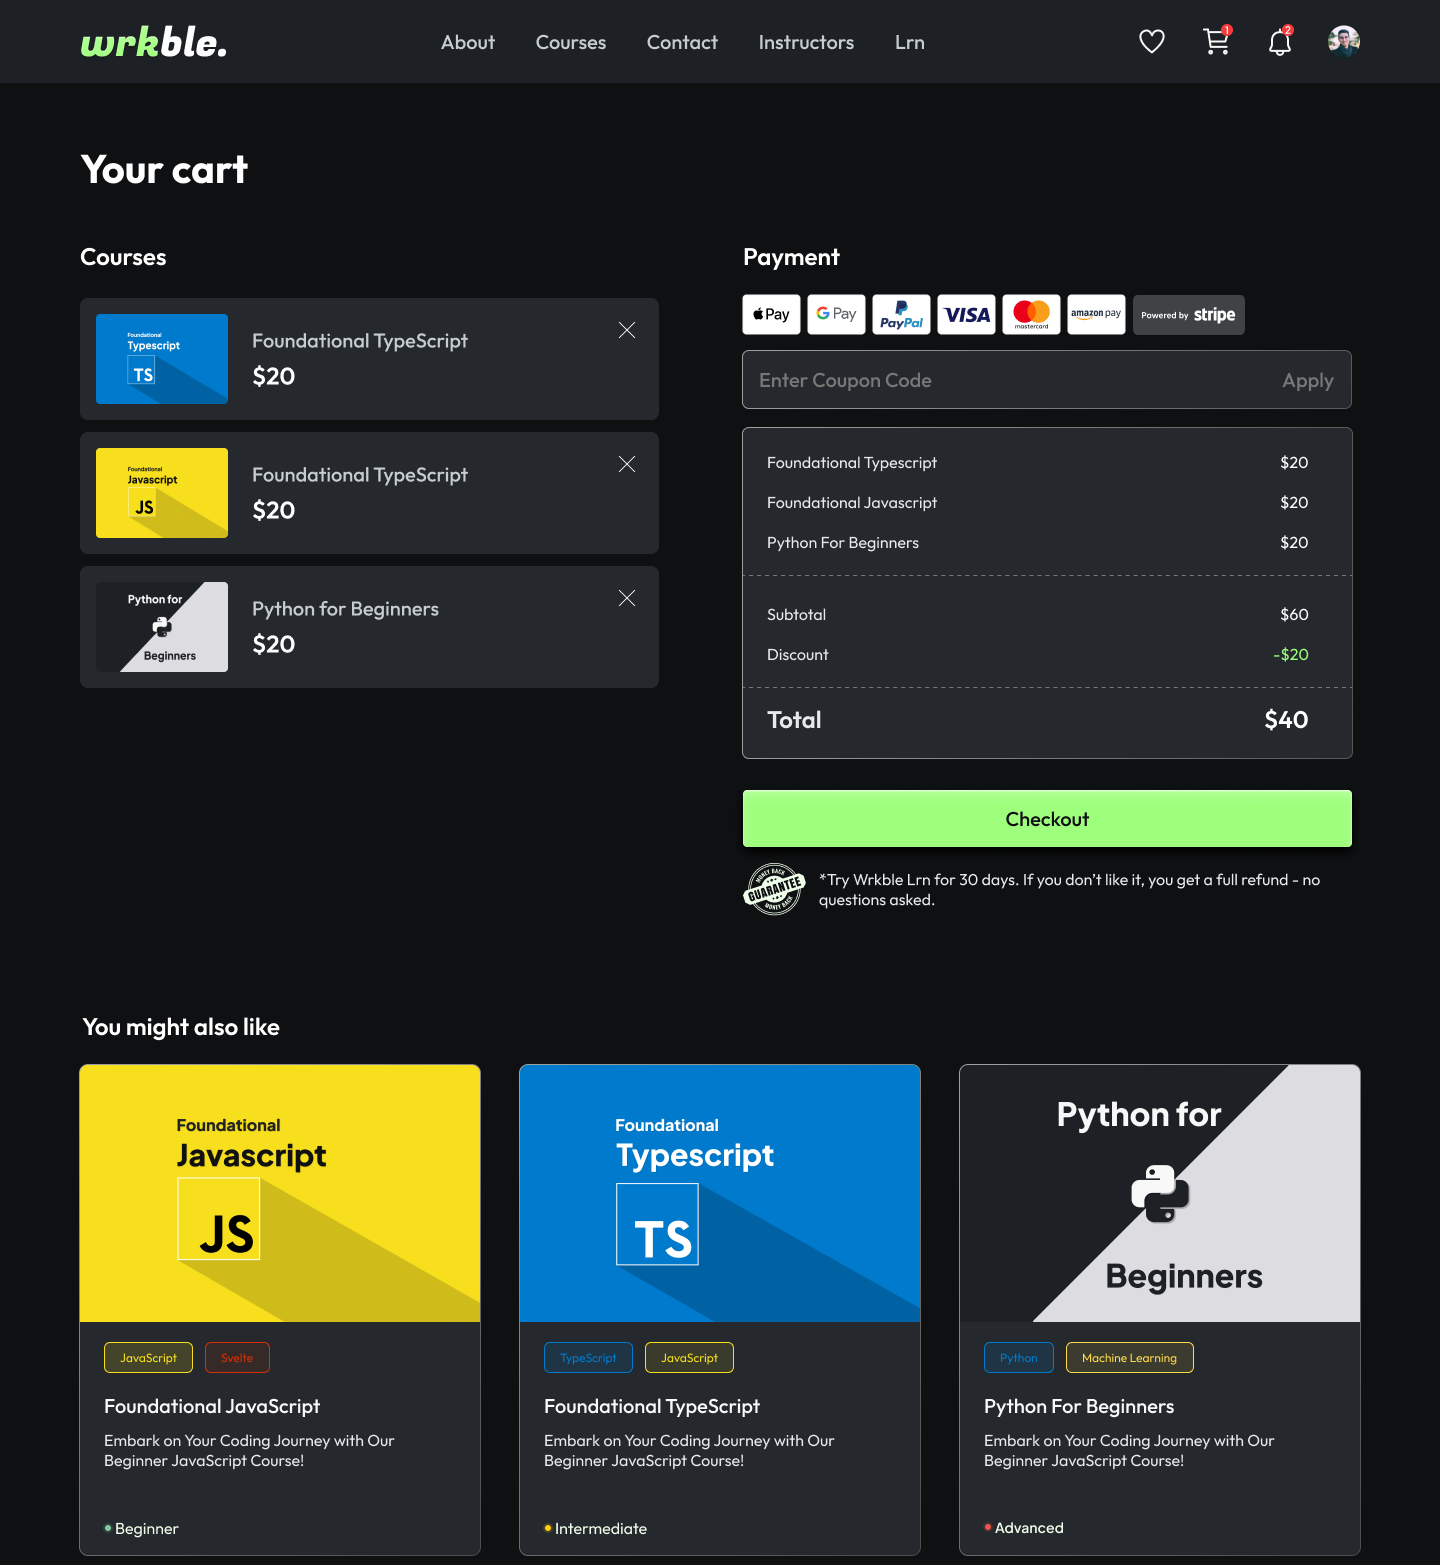 wrkble.
About Courses Contact Instructors Lrn
1
2
Your cart
Courses
Foundational
Typescript
TS
Foundational TypeScript
$20
Foundational
Javascript
JS
Foundational TypeScript
$20
Python for
Beginners
Python for Beginners
$20
Payment
Pay
G Pay
PayPal
VISA
mastercard
amazon pay
Powered by stripe
Enter Coupon Code Apply
Foundational Typescript $20
Foundational Javascript $20
Python For Beginners $20
Subtotal $60
Discount -$20
Total $40
Checkout
MONEY BACK
GUARANTEE
MONEY BACK
*Try Wrkble Lrn for 30 days. If you don’t like it, you get a full refund - no
questions asked.
You might also like
Foundational
Javascript
JS
JavaScript Svelte
Foundational JavaScript
Embark on Your Coding Journey with Our
Beginner JavaScript Course!
Beginner
Foundational
Typescript
TS
TypeScript JavaScript
Foundational TypeScript
Embark on Your Coding Journey with Our
Beginner JavaScript Course!
Intermediate
Python for
Beginners
Python Machine Learning
Python For Beginners
Embark on Your Coding Journey with Our
Beginner JavaScript Course!
Advanced